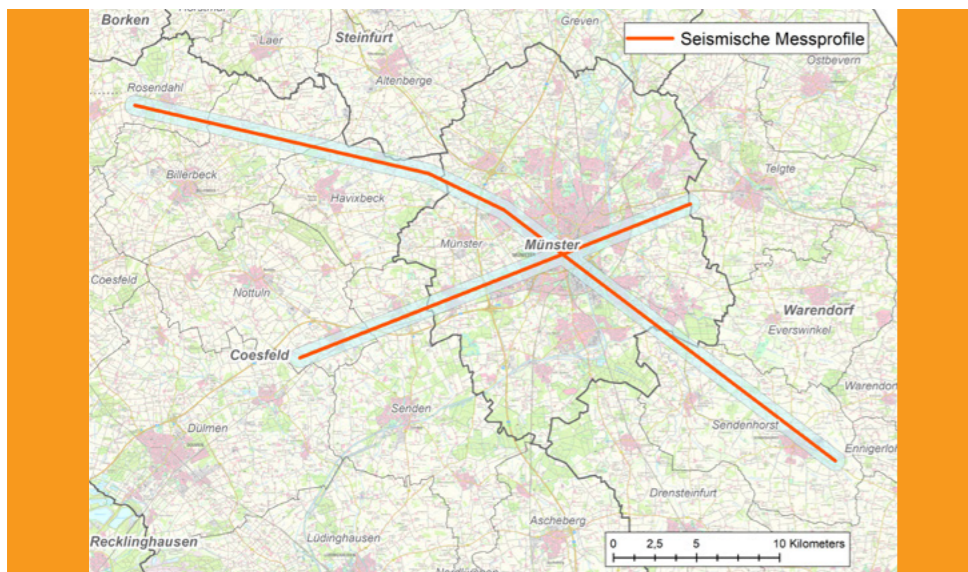 Borken
Steinfurt
Greven
Laer
Seismische Messprofile
Ostbevern
Altenberge
Rosendahl
Telgte
Billerbeck
Havixbeck
Münster
Münster
Coesfeld
Nottuln
Warendorf
Everswinkel
Coesfeld
Warendorf
Senden
Sendenhorst
Dülmen
Ennigerloh
Drensteinfurt
Ascheberg
Recklinghausen
Lüdinghausen
0 2,5 5 10 Kilometers